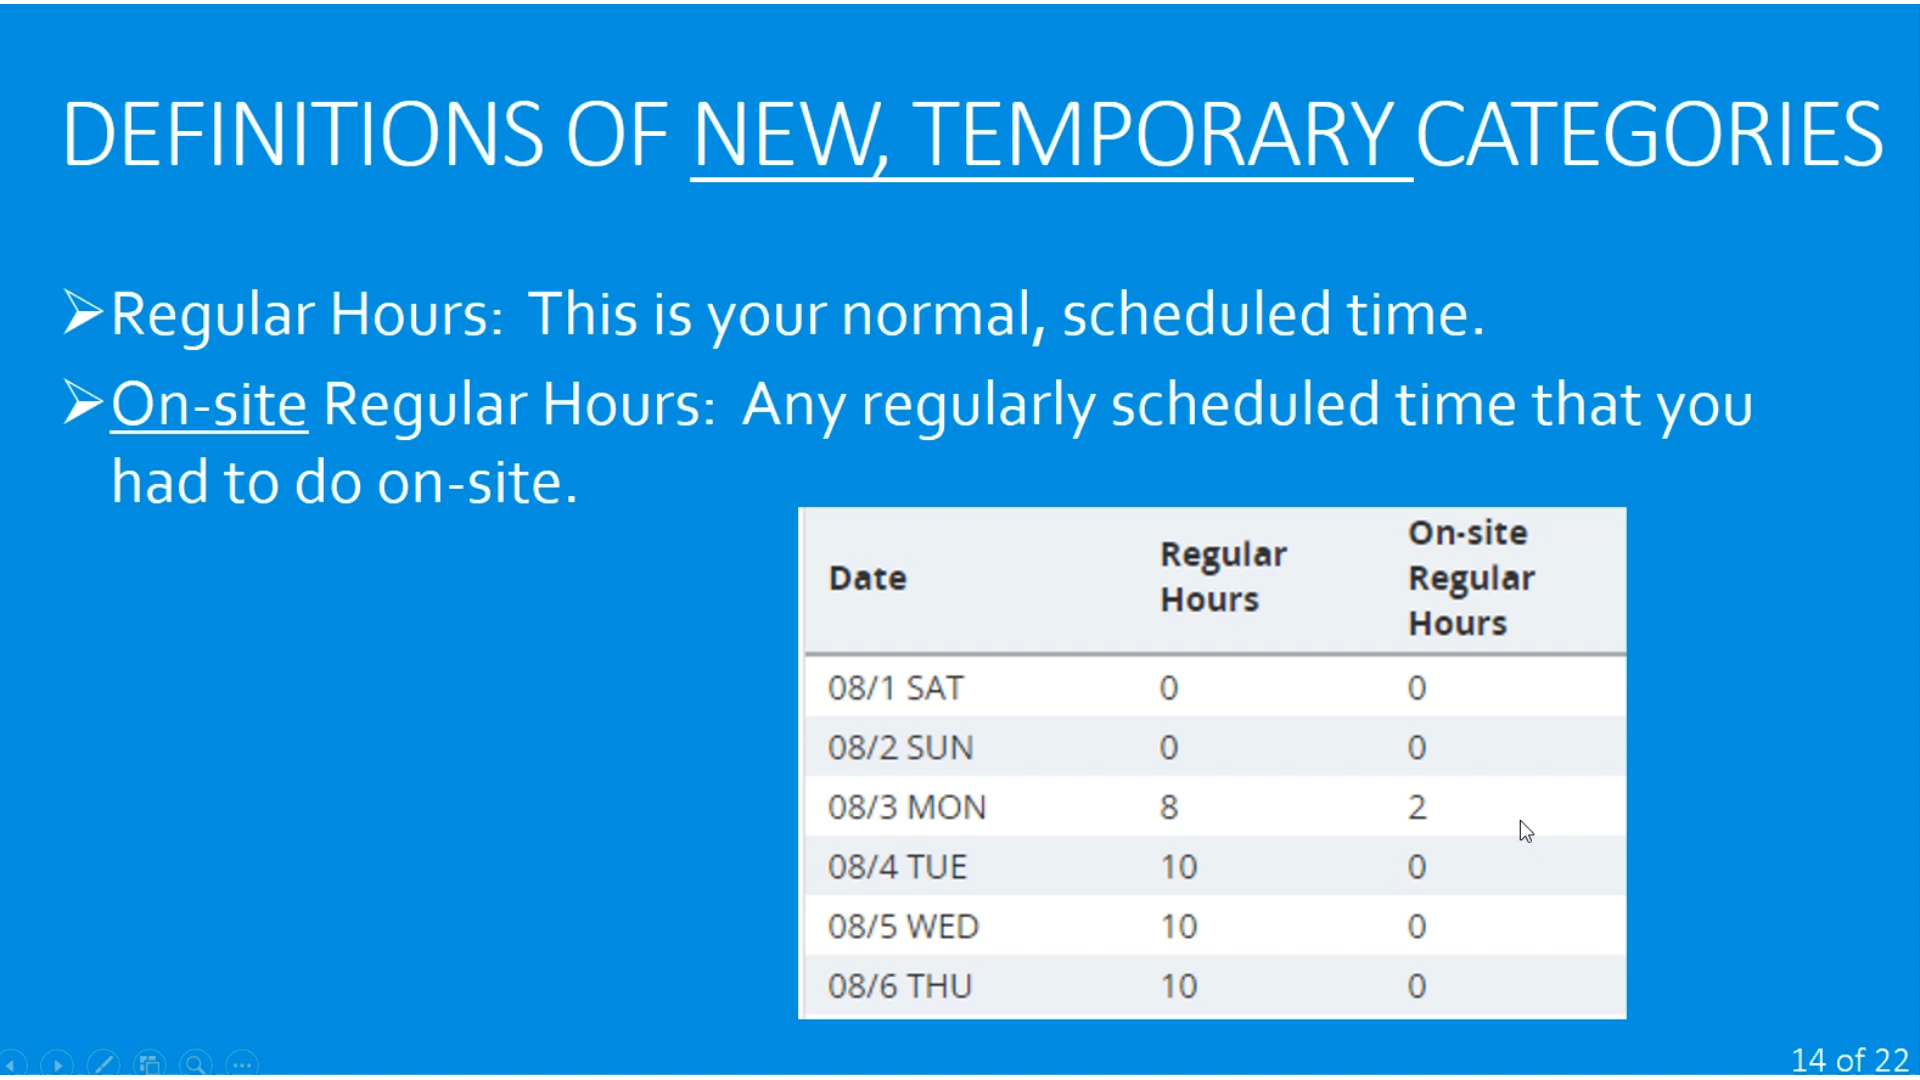 DEFINITIONS OF NEW, TEMPORARY CATEGORIES
Regular Hours: This is your normal, scheduled time.
On-site Regular Hours: Any regularly scheduled time that you
had to do on-site.
Date Regular Hours On-site Regular Hours
08/1 SAT 0 0
08/2 SUN 0 0
08/3 MON 8 2
08/4 TUE 10 0
08/5 WED 10 0
08/6 THU 10 0
14 of 22